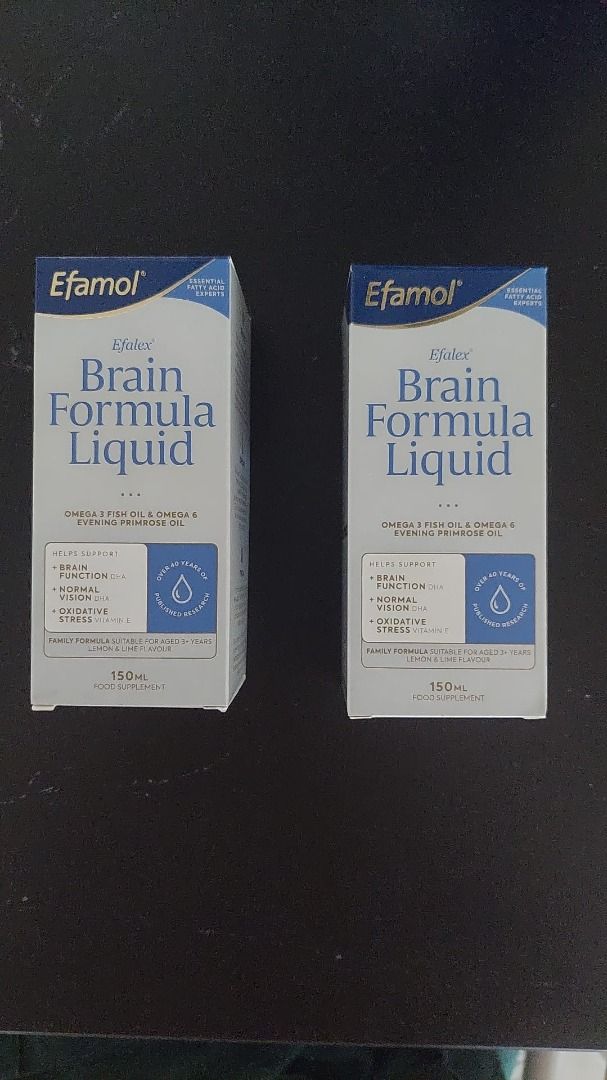 Efamol®
ESSENTIAL
FATTY ACID
EXPERTS
Efalex®
Brain
Formula
Liquid
OMEGA 3 FISH OIL & OMEGA 6
EVENING PRIMROSE OIL
HELPS SUPPORT
+ BRAIN
FUNCTION DHA
+ NORMAL
VISION DHA
+ OXIDATIVE
STRESS VITAMIN E
OVER 40 YEARS OF
PUBLISHED RESEARCH
FAMILY FORMULA SUITABLE FOR AGED 3+ YEARS
LEMON & LIME FLAVOUR
150ML
FOOD SUPPLEMENT
Efamol®
ESSENTIAL
FATTY ACID
EXPERTS
Efalex®
Brain
Formula
Liquid
OMEGA 3 FISH OIL & OMEGA 6
EVENING PRIMROSE OIL
HELPS SUPPORT
+ BRAIN
FUNCTION DHA
+ NORMAL
VISION DHA
+ OXIDATIVE
STRESS VITAMIN E
OVER 40 YEARS OF
PUBLISHED RESEARCH
FAMILY FORMULA SUITABLE FOR AGED 3+ YEARS
LEMON & LIME FLAVOUR
150ML
FOOD SUPPLEMENT